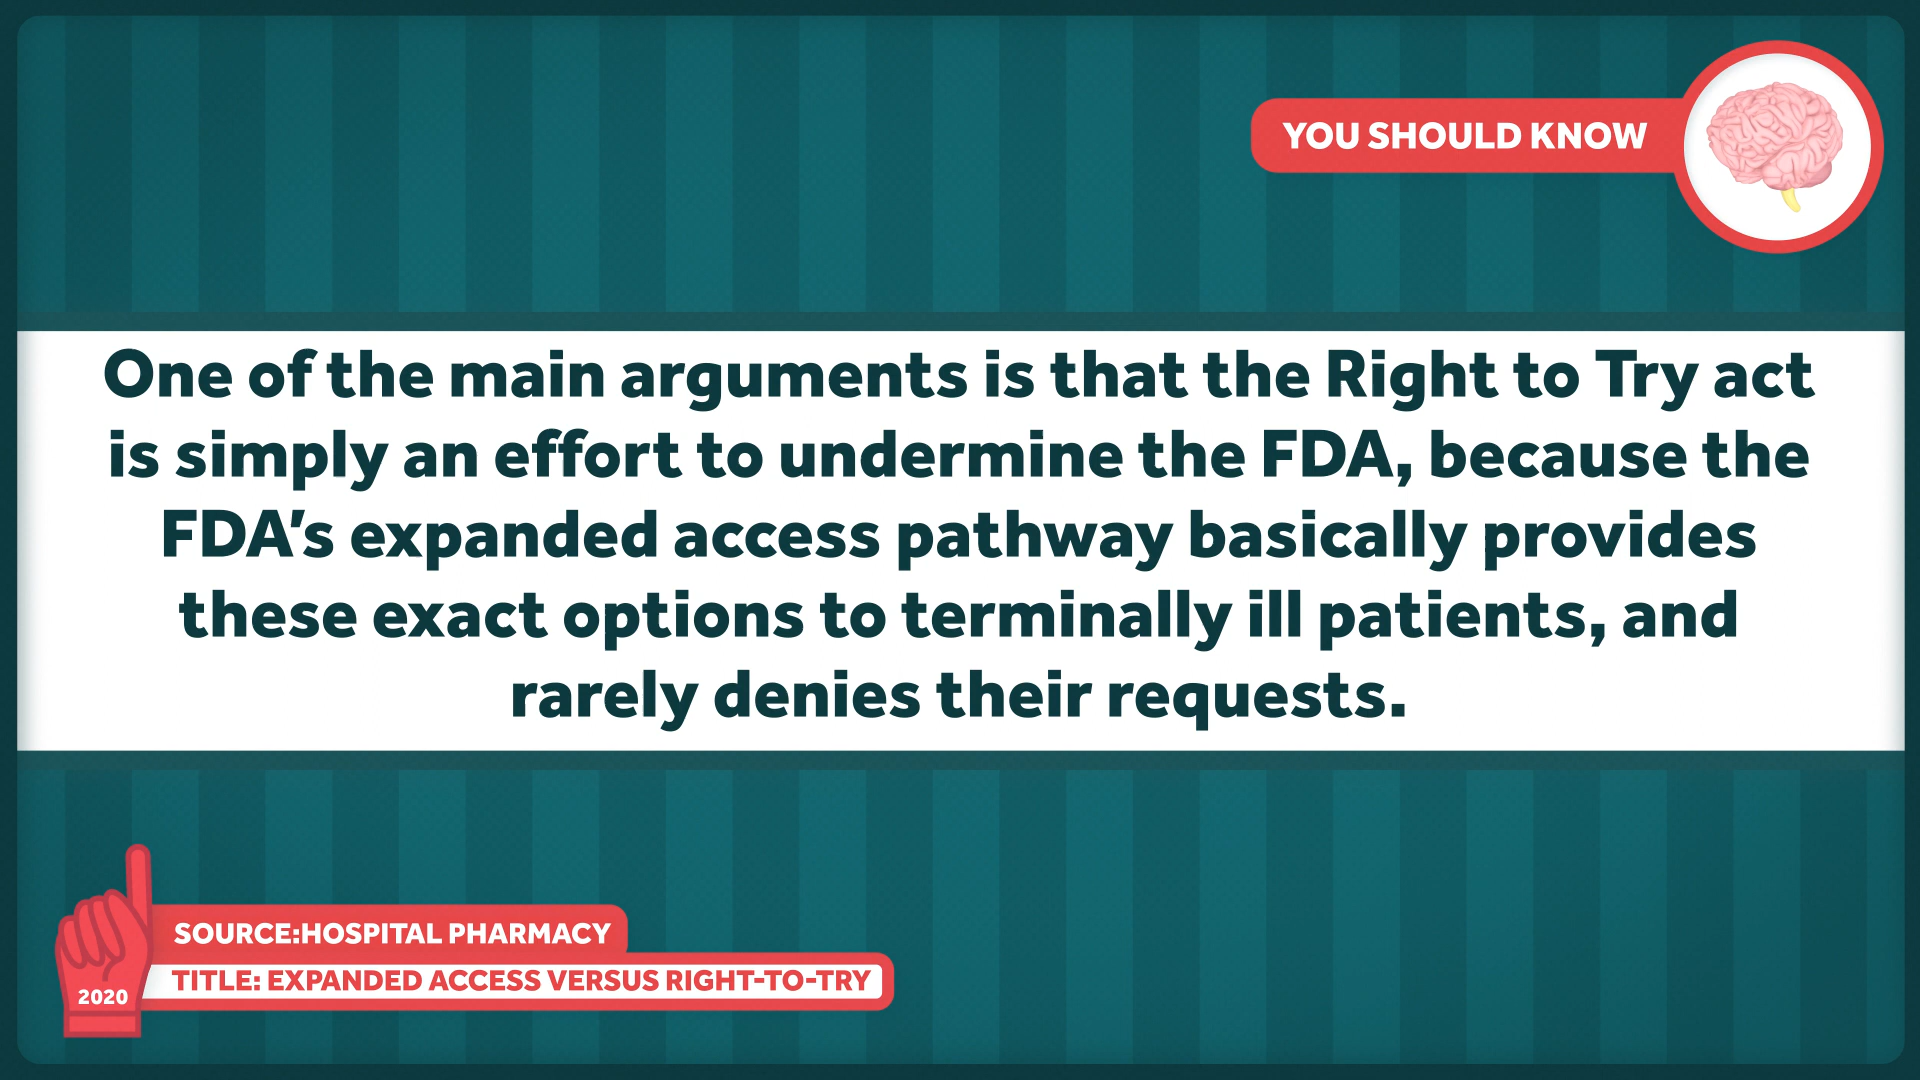 YOU SHOULD KNOW
One of the main arguments is that the Right to Try act
is simply an effort to undermine the FDA, because the
FDA’s expanded access pathway basically provides
these exact options to terminally ill patients, and
rarely denies their requests.
SOURCE:HOSPITAL PHARMACY
TITLE: EXPANDED ACCESS VERSUS RIGHT-TO-TRY
2020